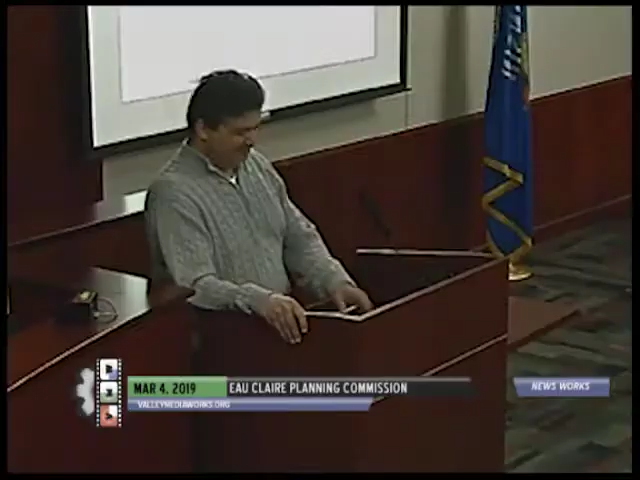 MAR 4, 2019 EAU CLAIRE PLANNING COMMISSION
NEWS WORKS
VALLEYMEDIAWORKS.ORG